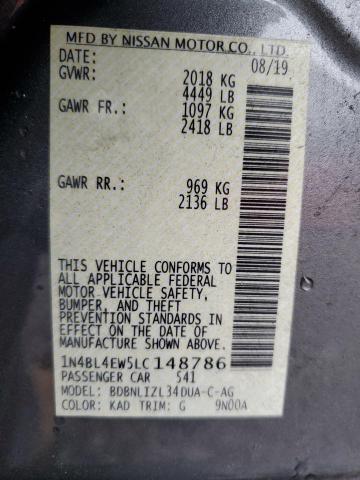 MFD BY NISSAN MOTOR CO., LTD.
DATE: 08/19
GVWR: 2018 KG
4449 LB
GAWR FR.: 1097 KG
2418 LB
GAWR RR.: 969 KG
2136 LB
THIS VEHICLE CONFORMS TO
ALL APPLICABLE FEDERAL
MOTOR VEHICLE SAFETY,
BUMPER, AND THEFT
PREVENTION STANDARDS IN
EFFECT ON THE DATE OF
MANUFACTURE SHOWN ABOVE.
1N4BL4EW5LC148786
PASSENGER CAR 541
MODEL: BDBNLIZL34DUA-C-AG
COLOR: KAD TRIM: G 9N00A